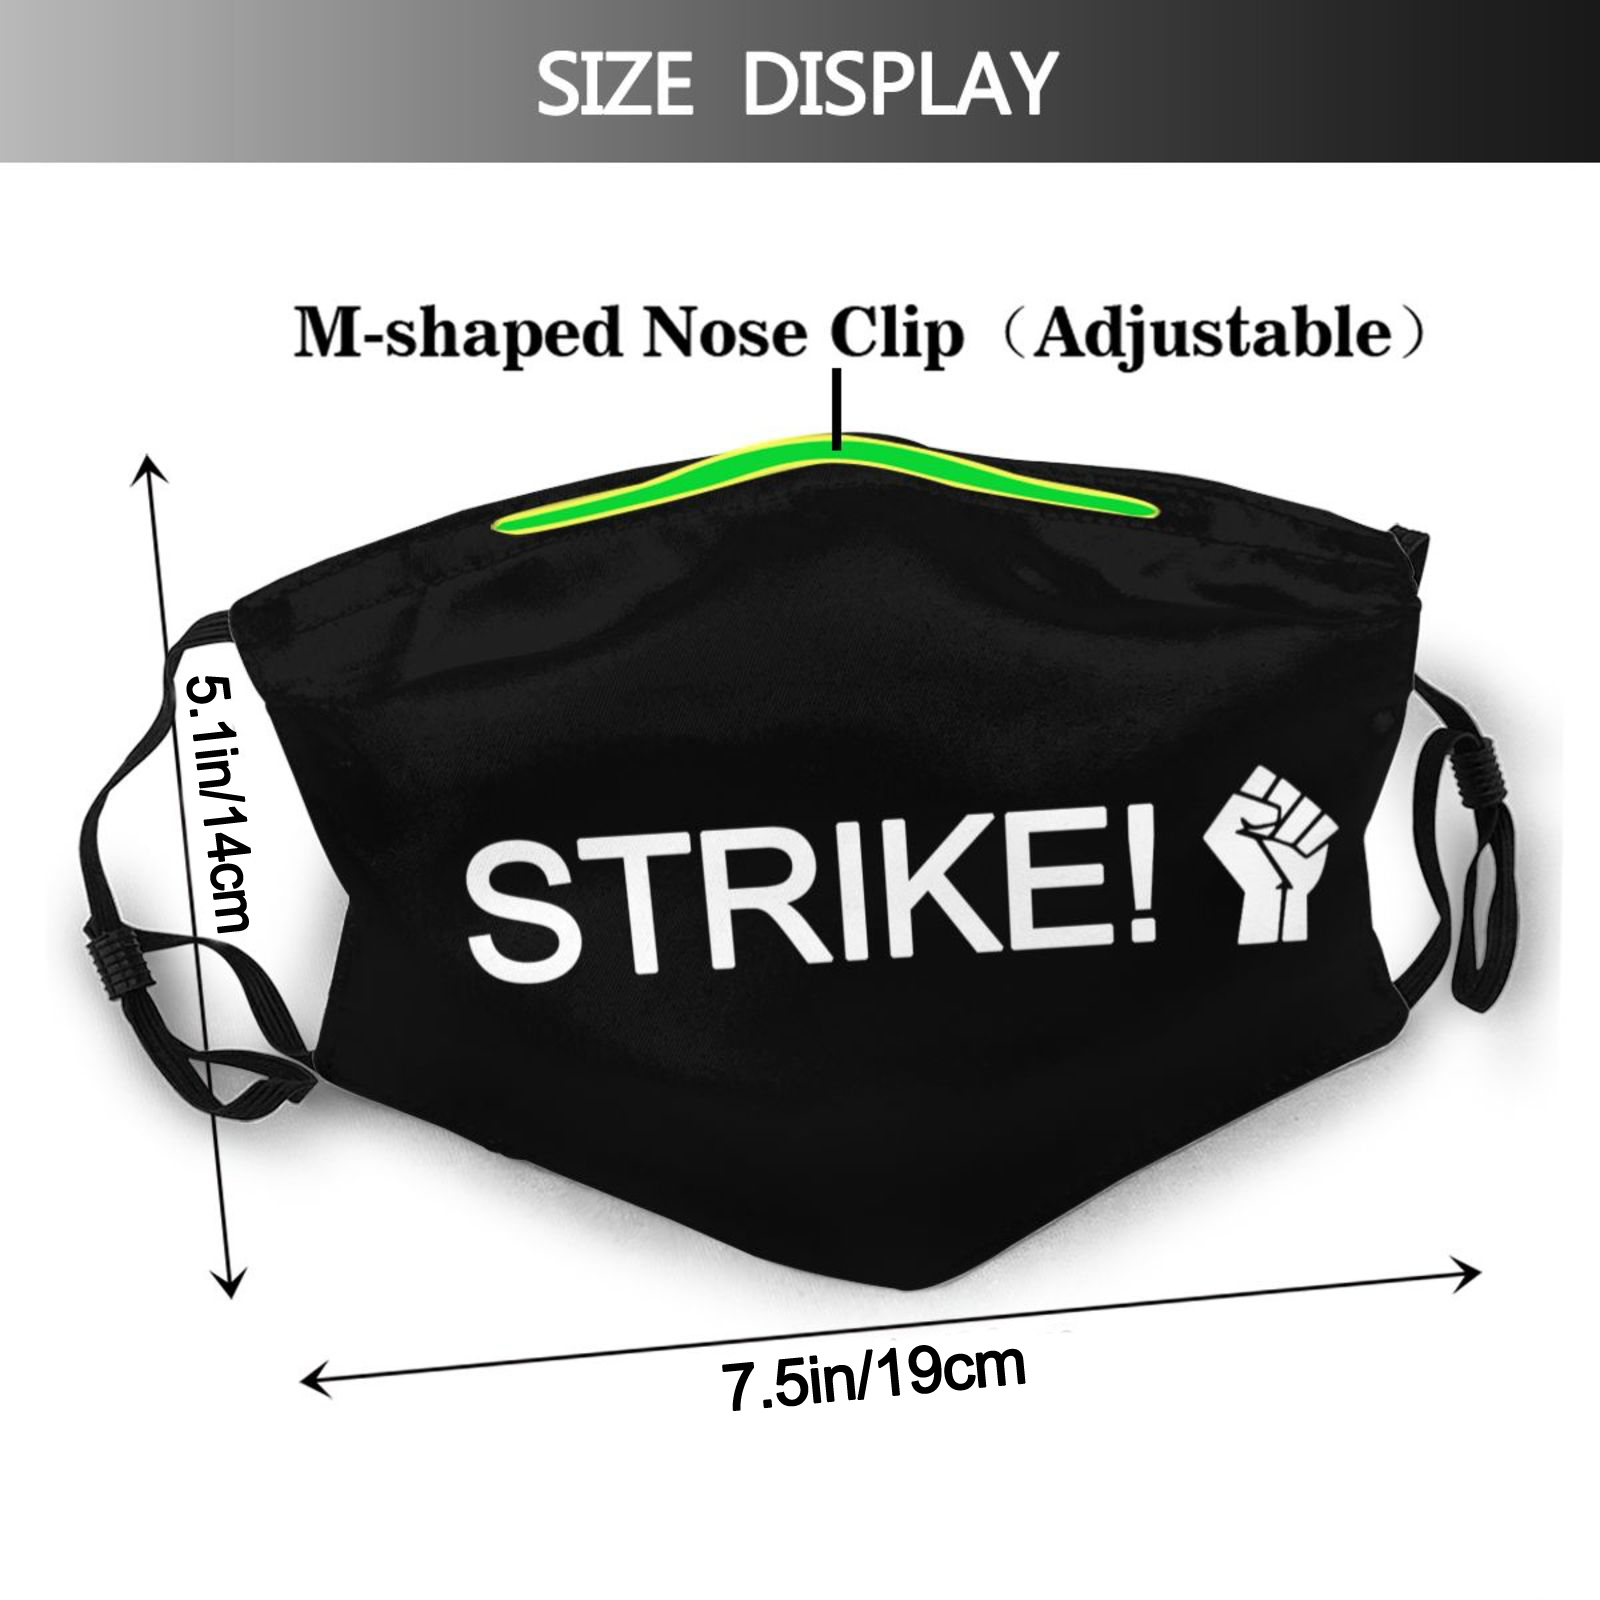 SIZE DISPLAY
M-shaped Nose Clip（Adjustable）
5.1in/14cm
STRIKE!
7.5in/19cm